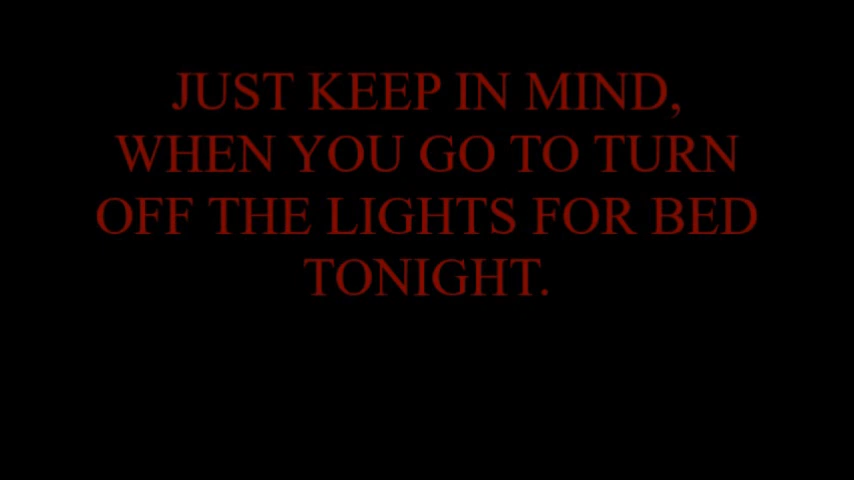 JUST KEEP IN MIND,
WHEN YOU GO TO TURN
OFF THE LIGHTS FOR BED
TONIGHT.